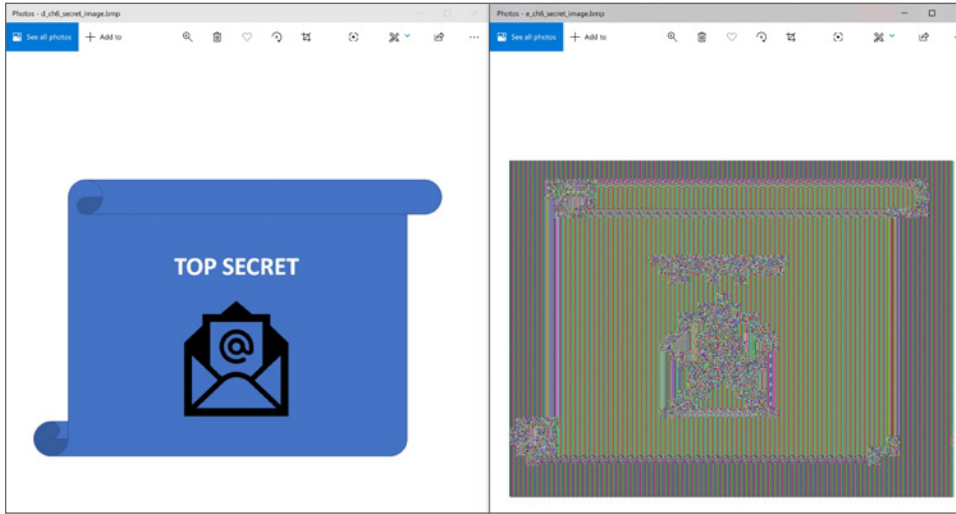 Photos - d_ch6_secret_image.bmp
See all photos
Add to
TOP SECRET
@
Photos - e_ch6_secret_image.bmp
See all photos
Add to